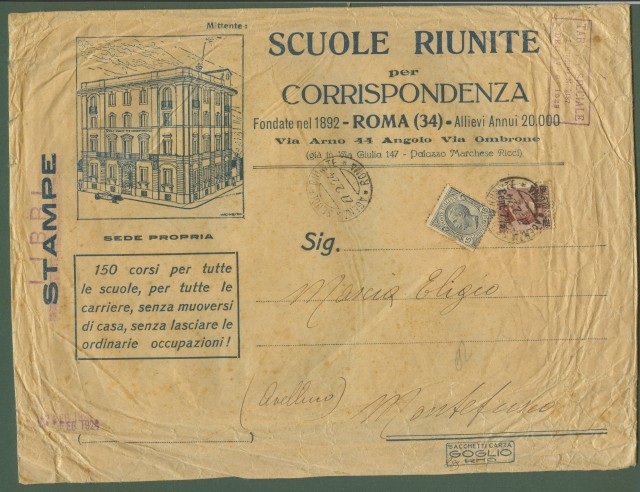 Mittente:
SCUOLE RIUNITE
per
CORRISPONDENZA
Fondate nel 1892 - ROMA (34) - Allievi Annui 20.000
Via Arno 44 Angolo Via Ombrone
(già in Via Giulia 147 - Palazzo Marchese Ricci)
STAMPE
LIBRI
SEDE PROPRIA
150 corsi per tutte
le scuole, per tutte le
carriere, senza muoversi
di casa, senza lasciare le
ordinarie occupazioni!
ROMA
Sig.
Marcia Eligio
(Avellino)
Montefusco
SACCHETTI CARTA
GOGLIO